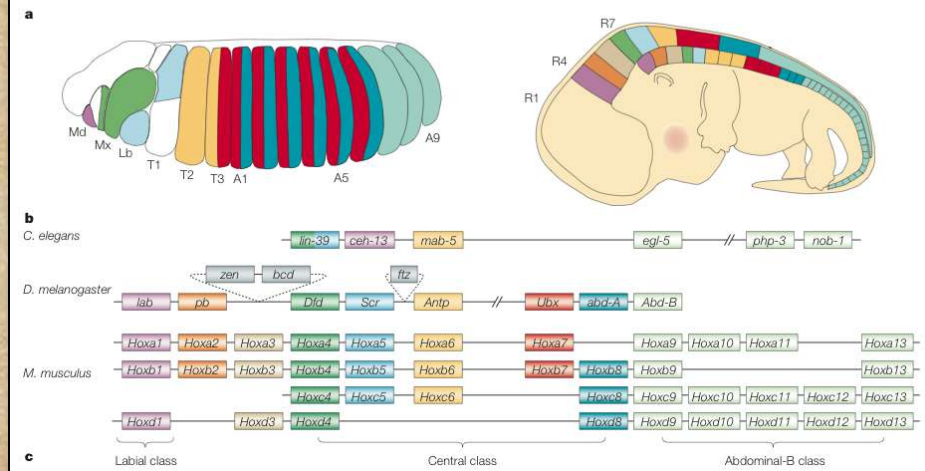 a
R7
R4
R1
Md
Mx
Lb
T1
T2
T3
A1
A5
A9
b
C. elegans
lin-39 ceh-13 mab-5 egl-5 // php-3 nob-1
zen bcd ftz
D. melanogaster
lab pb Dfd Scr Antp // Ubx abd-A Abd-B
Hoxa1 Hoxa2 Hoxa3 Hoxa4 Hoxa5 Hoxa6 Hoxa7 Hoxa9 Hoxa10 Hoxa11 Hoxa13
M. musculus
Hoxb1 Hoxb2 Hoxb3 Hoxb4 Hoxb5 Hoxb6 Hoxb7 Hoxb8 Hoxb9 Hoxb13
Hoxc4 Hoxc5 Hoxc6 Hoxc8 Hoxc9 Hoxc10 Hoxc11 Hoxc12 Hoxc13
Hoxd1 Hoxd3 Hoxd4 Hoxd8 Hoxd9 Hoxd10 Hoxd11 Hoxd12 Hoxd13
Labial class Central class Abdominal-B class
c